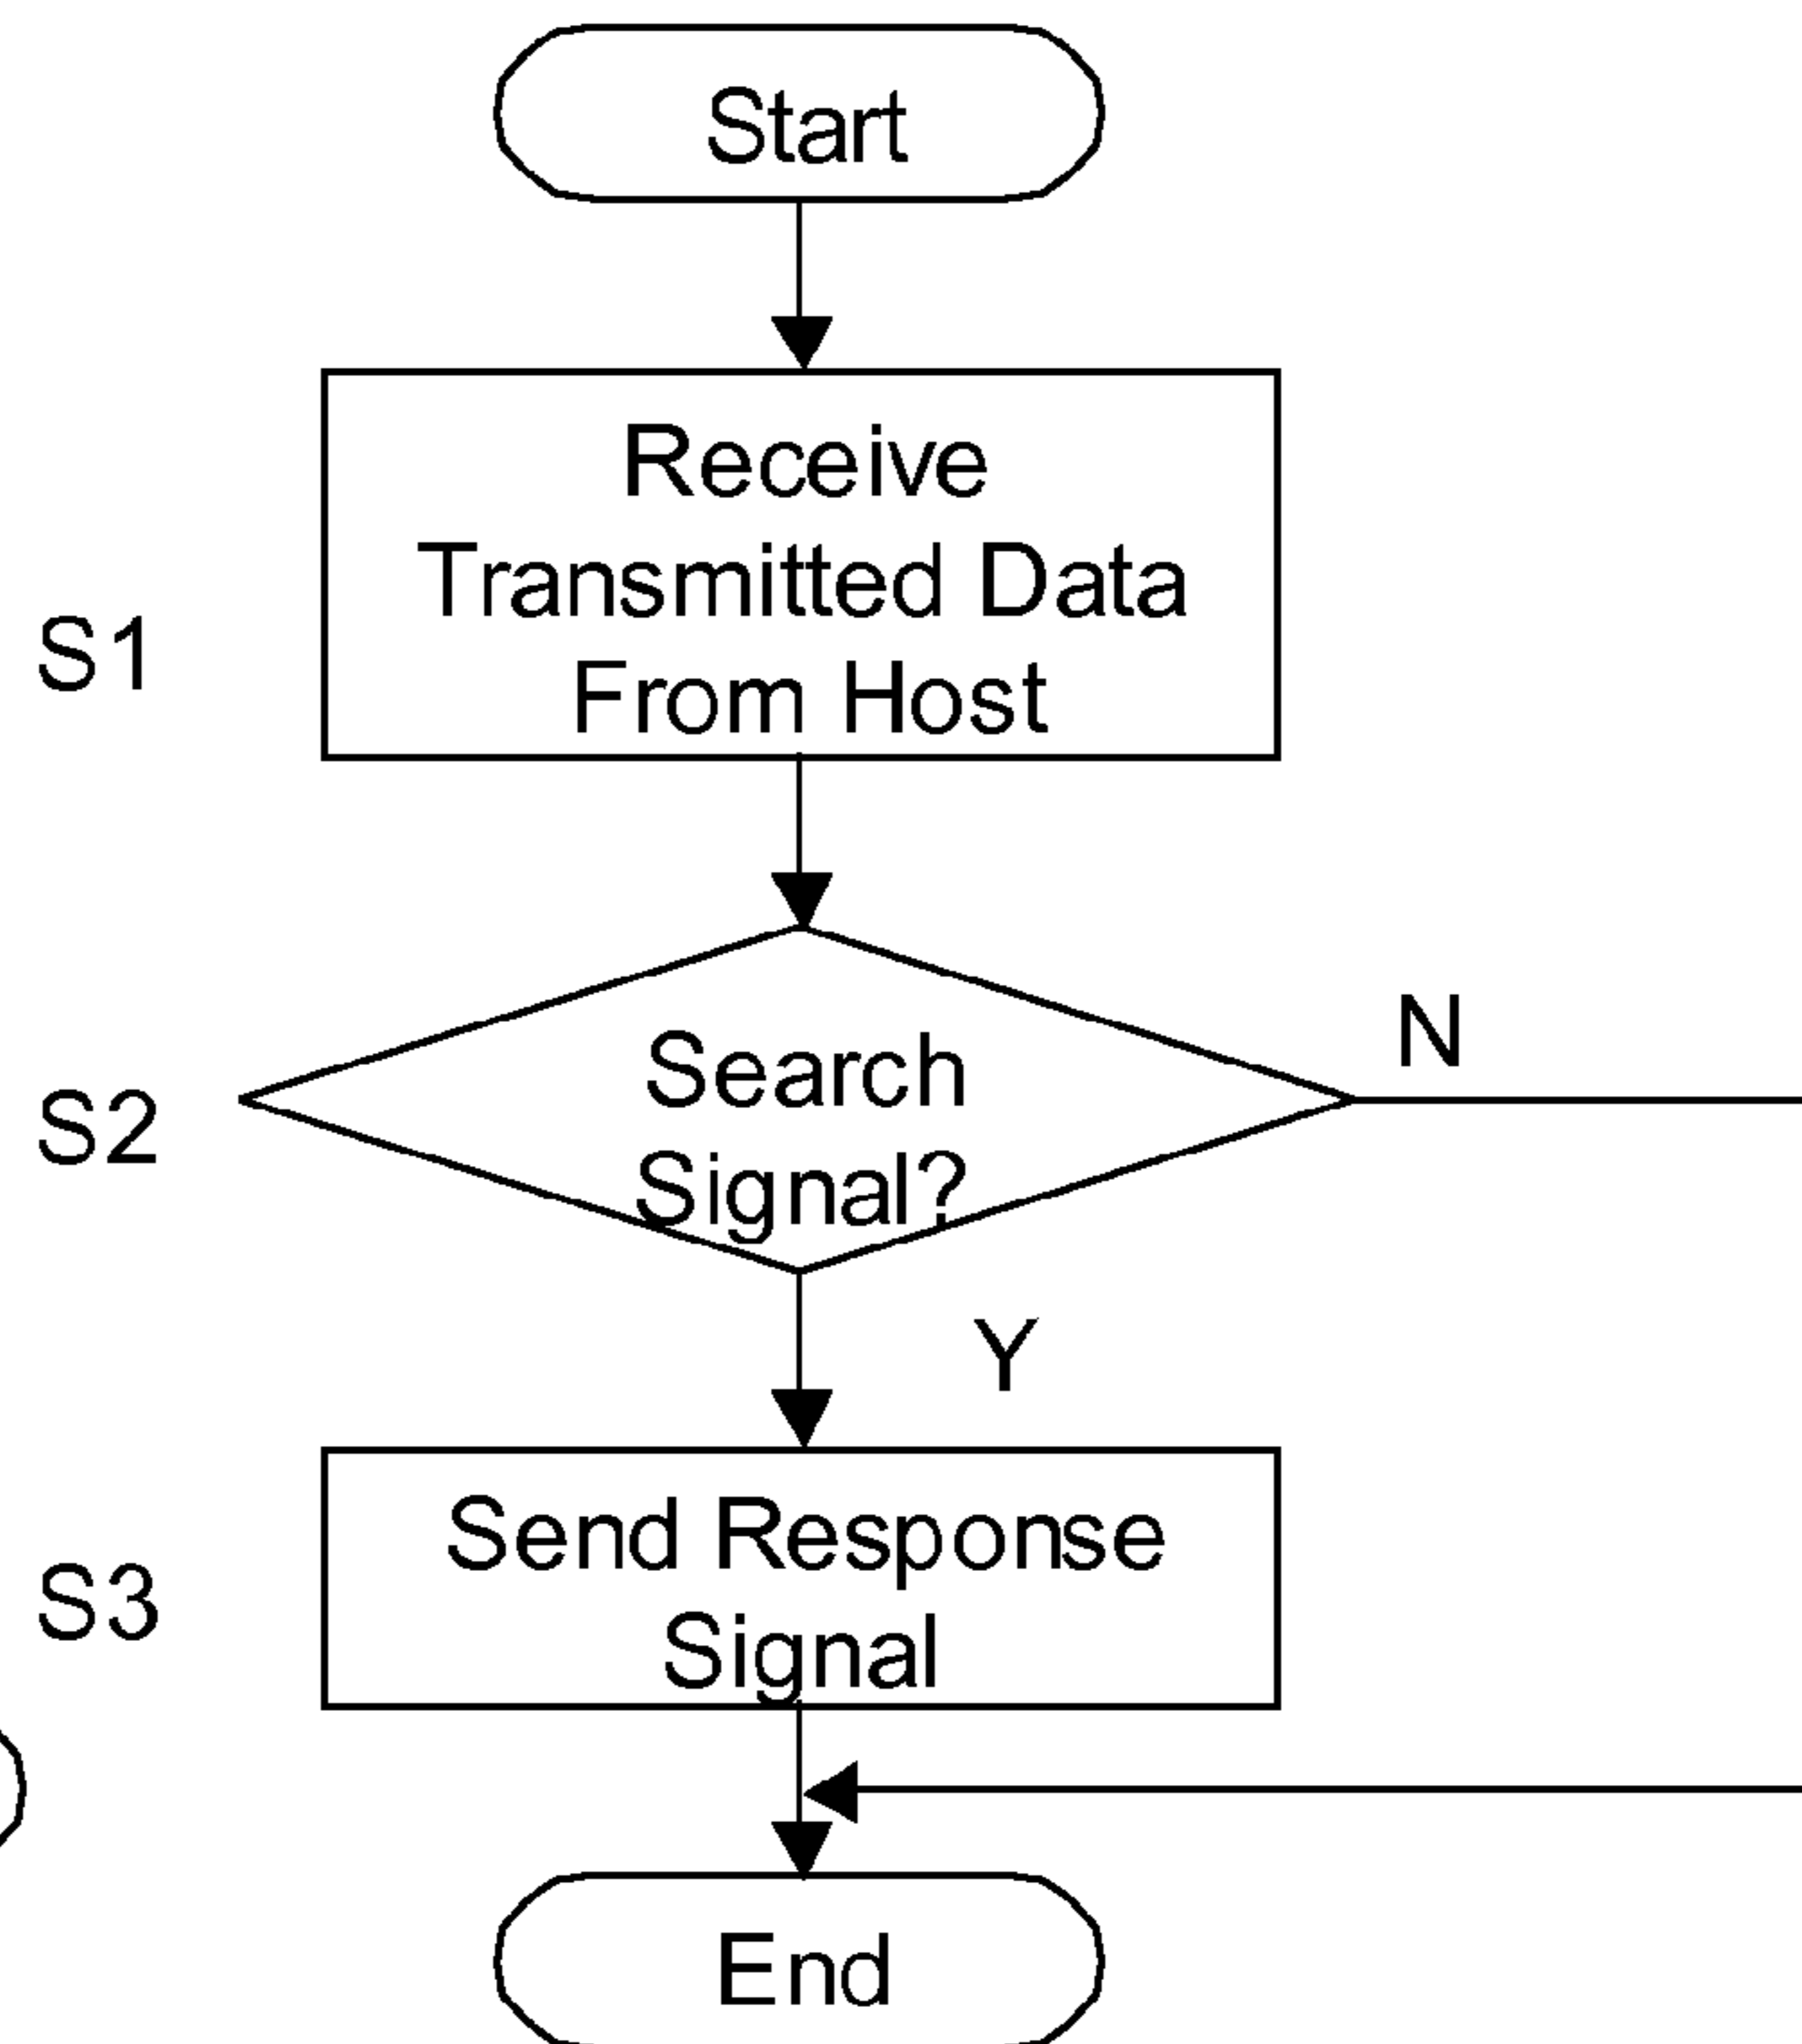 Start
Receive
Transmitted Data
From Host
S1
Search
Signal?
N
S2
Y
Send Response
Signal
S3
End